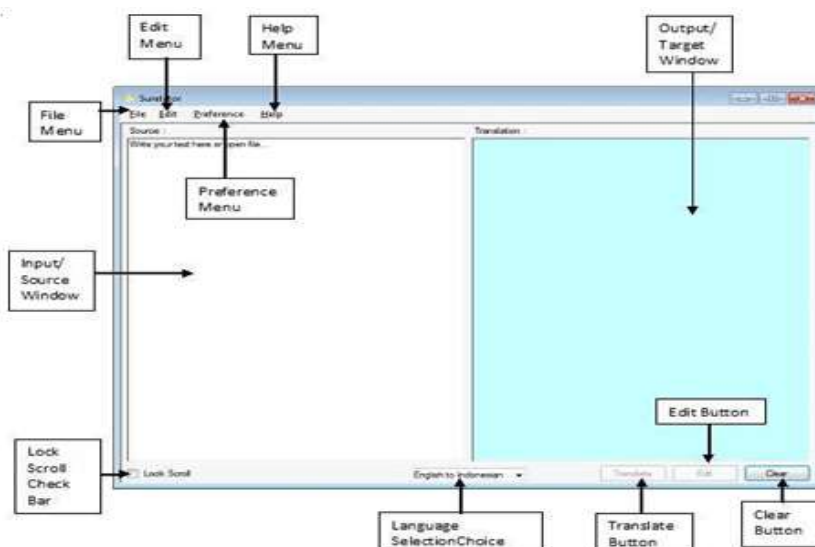 Edit
Menu
Help
Menu
Output/
Target
Window
File
Menu
File Edit Preference Help
Source :
Translation :
Write your text here or open file...
Preference
Menu
Input/
Source
Window
Edit Button
Lock
Scroll
Check
Bar
Lock Scroll
English to Indonesian
Translate
Edit
Clear
Language
SelectionChoice
Translate
Button
Clear
Button